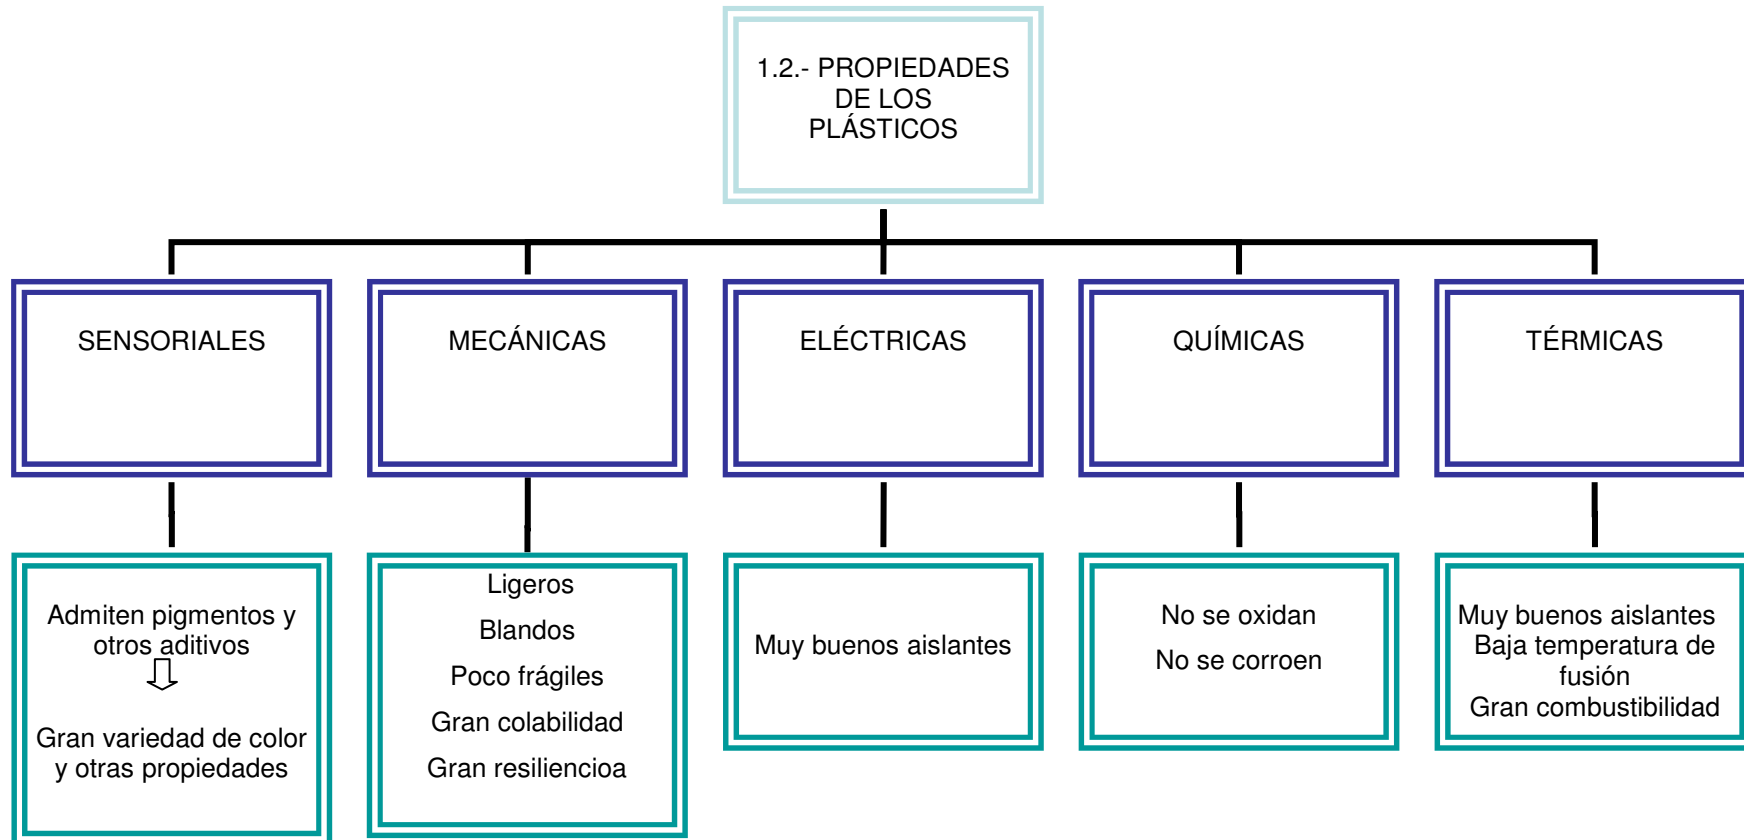 1.2.- PROPIEDADES
DE LOS
PLÁSTICOS
SENSORIALES
MECÁNICAS
ELÉCTRICAS
QUÍMICAS
TÉRMICAS
Admiten pigmentos y
otros aditivos
Gran variedad de color
y otras propiedades
Ligeros
Blandos
Poco frágiles
Gran colabilidad
Gran resiliencioa
Muy buenos aislantes
No se oxidan
No se corroen
Muy buenos aislantes
Baja temperatura de
fusión
Gran combustibilidad